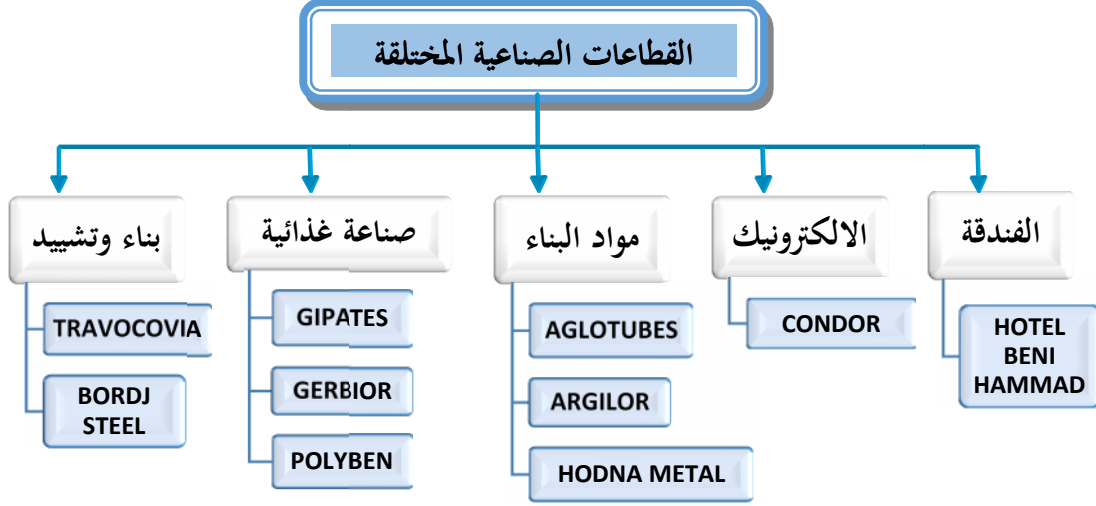 القطاعات الصناعية المختلقة
الفندقة
HOTEL
BENI
HAMMAD
الالكترونيك
CONDOR
مواد البناء
AGLOTUBES
ARGILOR
HODNA METAL
صناعة غذائية
GIPATES
GERBIOR
POLYBEN
بناء وتشييد
TRAVOCOVIA
BORDJ
STEEL